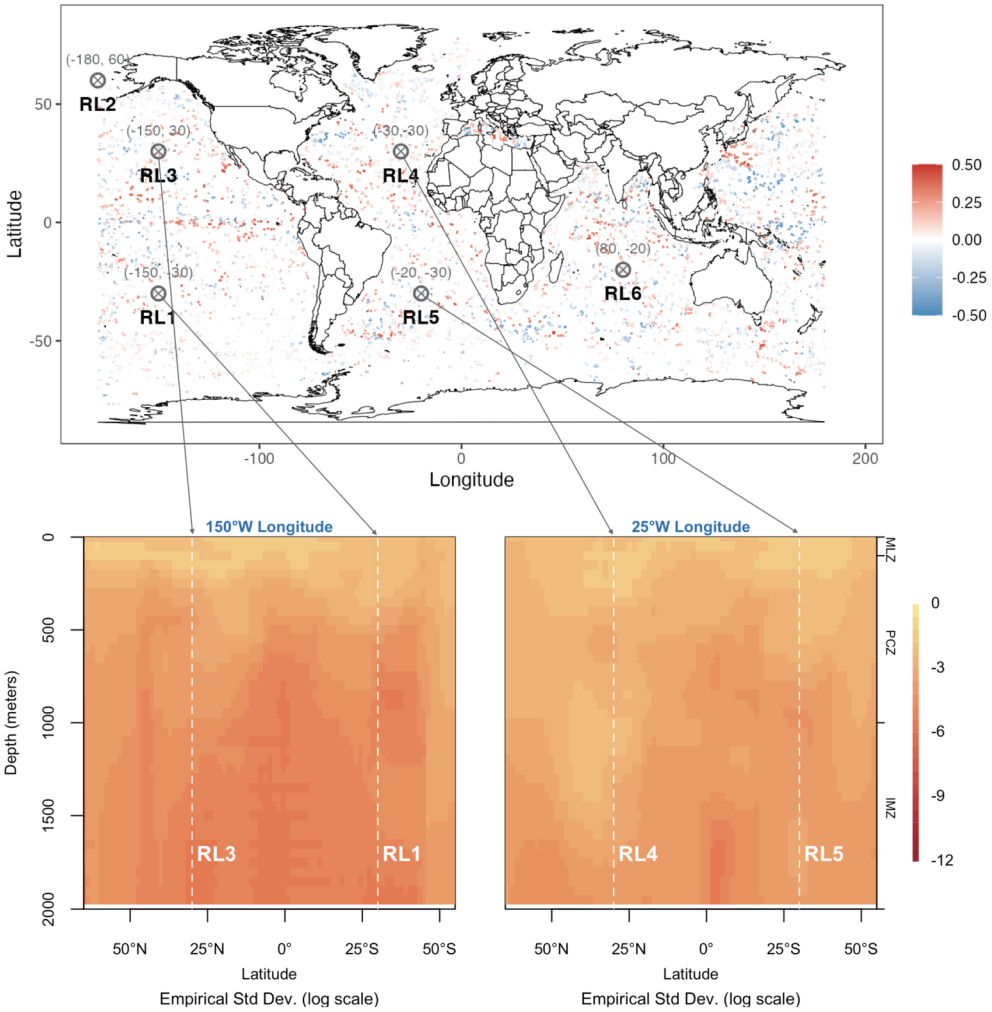 (-180, 60)
RL2
(-150, 30)
RL3
(-30,-30)
RL4
(-150, -30)
RL1
(-20, -30)
RL5
(80, -20)
RL6
50
0
-50
Latitude
-100
0
100
200
Longitude
0.50
0.25
0.00
-0.25
-0.50
150°W Longitude
25°W Longitude
0
500
1000
1500
2000
Depth (meters)
RL3
RL1
RL4
RL5
MLZ
PCZ
IMZ
0
-3
-6
-9
-12
50°N
25°N
0°
25°S
50°S
Latitude
Empirical Std Dev. (log scale)
50°N
25°N
0°
25°S
50°S
Latitude
Empirical Std Dev. (log scale)